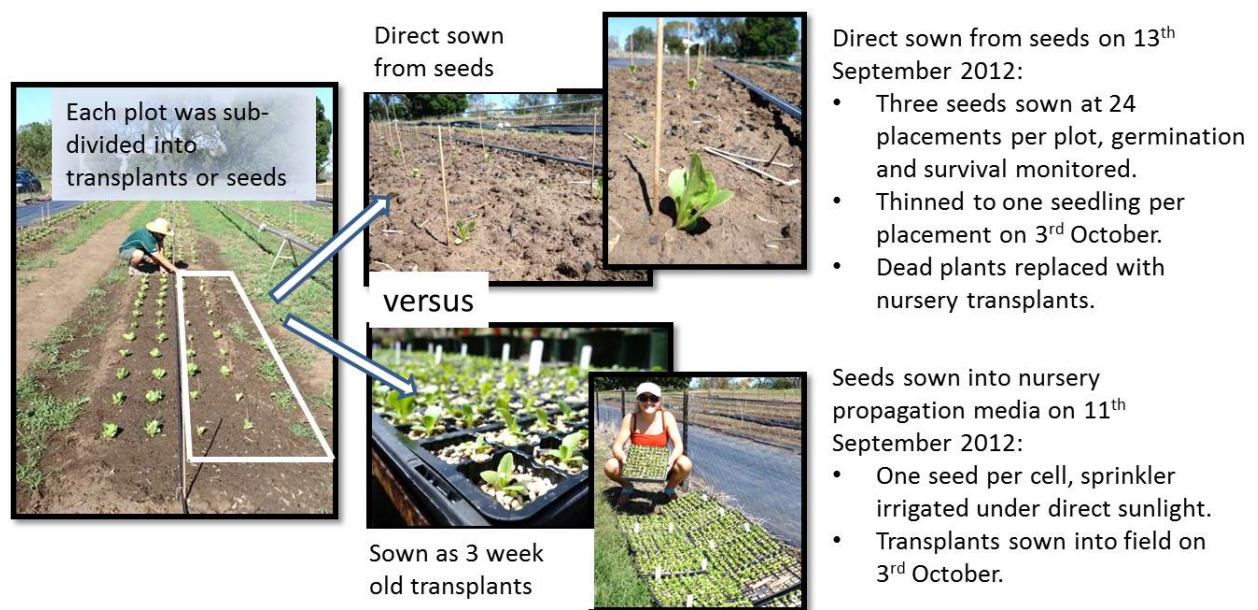 Each plot was sub-
divided into
transplants or seeds
Direct sown
from seeds
versus
Sown as 3 week
old transplants
Direct sown from seeds on 13th
September 2012:
• Three seeds sown at 24
placements per plot, germination
and survival monitored.
• Thinned to one seedling per
placement on 3rd October.
• Dead plants replaced with
nursery transplants.
Seeds sown into nursery
propagation media on 11th
September 2012:
• One seed per cell, sprinkler
irrigated under direct sunlight.
• Transplants sown into field on
3rd October.